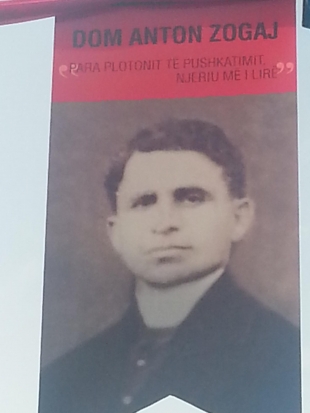 DOM ANTON ZOGAJ
“PARA PLOTONIT TË PUSHKATIMIT,
NJERIU MË I LIRË”